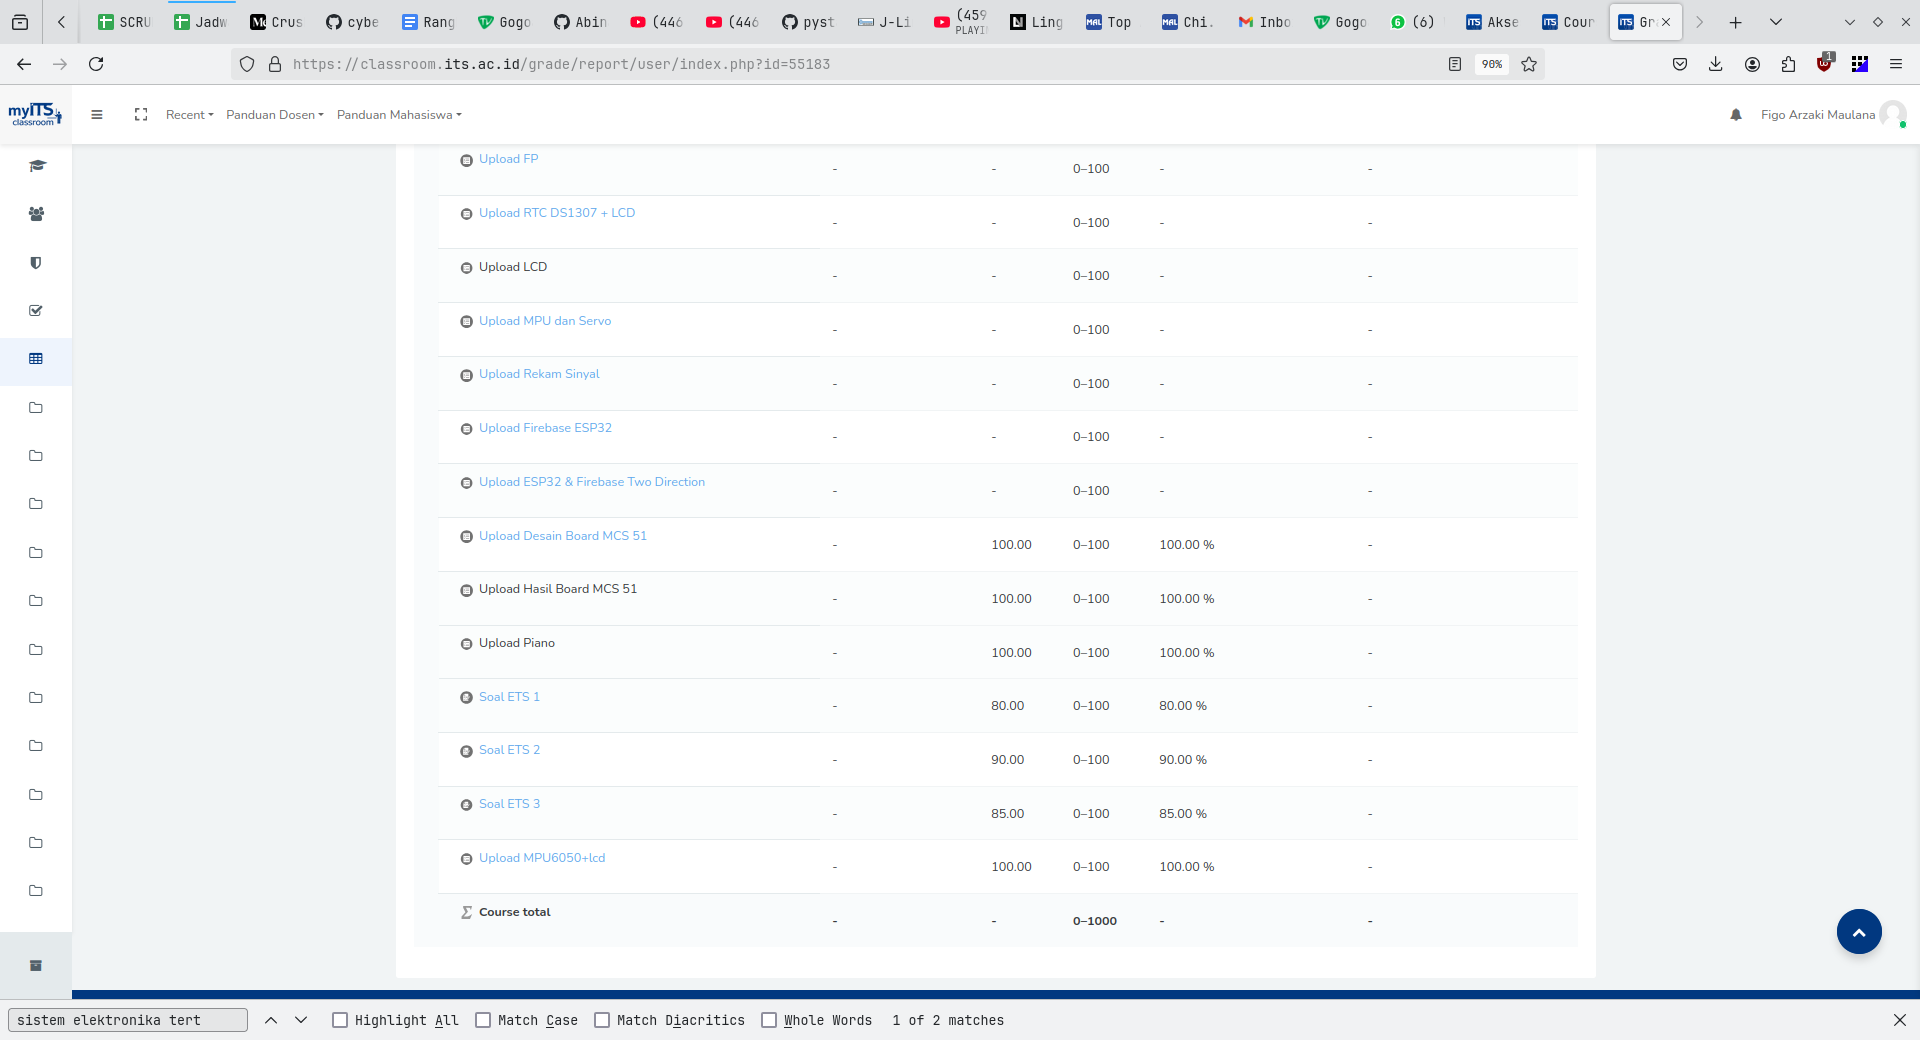 SCRU
Jadw
Crus
cybe
Rang
Gogo
Abin
(446
(446
pyst
J-Li
(459
PLAYI
Ling
Top
Chi.
Inbo
Gogo
(6)
Akse
Cour
Gr
https://classroom.its.ac.id/grade/report/user/index.php?id=55183
90%
1
myITS
classroom
Recent
Panduan Dosen
Panduan Mahasiswa
Figo Arzaki Maulana
Upload FP
- - 0–100 - -
Upload RTC DS1307 + LCD
- - 0–100 - -
Upload LCD
- - 0–100 - -
Upload MPU dan Servo
- - 0–100 - -
Upload Rekam Sinyal
- - 0–100 - -
Upload Firebase ESP32
- - 0–100 - -
Upload ESP32 & Firebase Two Direction
- - 0–100 - -
Upload Desain Board MCS 51
- 100.00 0–100 100.00 % -
Upload Hasil Board MCS 51
- 100.00 0–100 100.00 % -
Upload Piano
- 100.00 0–100 100.00 % -
Soal ETS 1
- 80.00 0–100 80.00 % -
Soal ETS 2
- 90.00 0–100 90.00 % -
Soal ETS 3
- 85.00 0–100 85.00 % -
Upload MPU6050+lcd
- 100.00 0–100 100.00 % -
Course total
- - 0–1000 - -
sistem elektronika tert
Highlight All
Match Case
Match Diacritics
Whole Words
1 of 2 matches